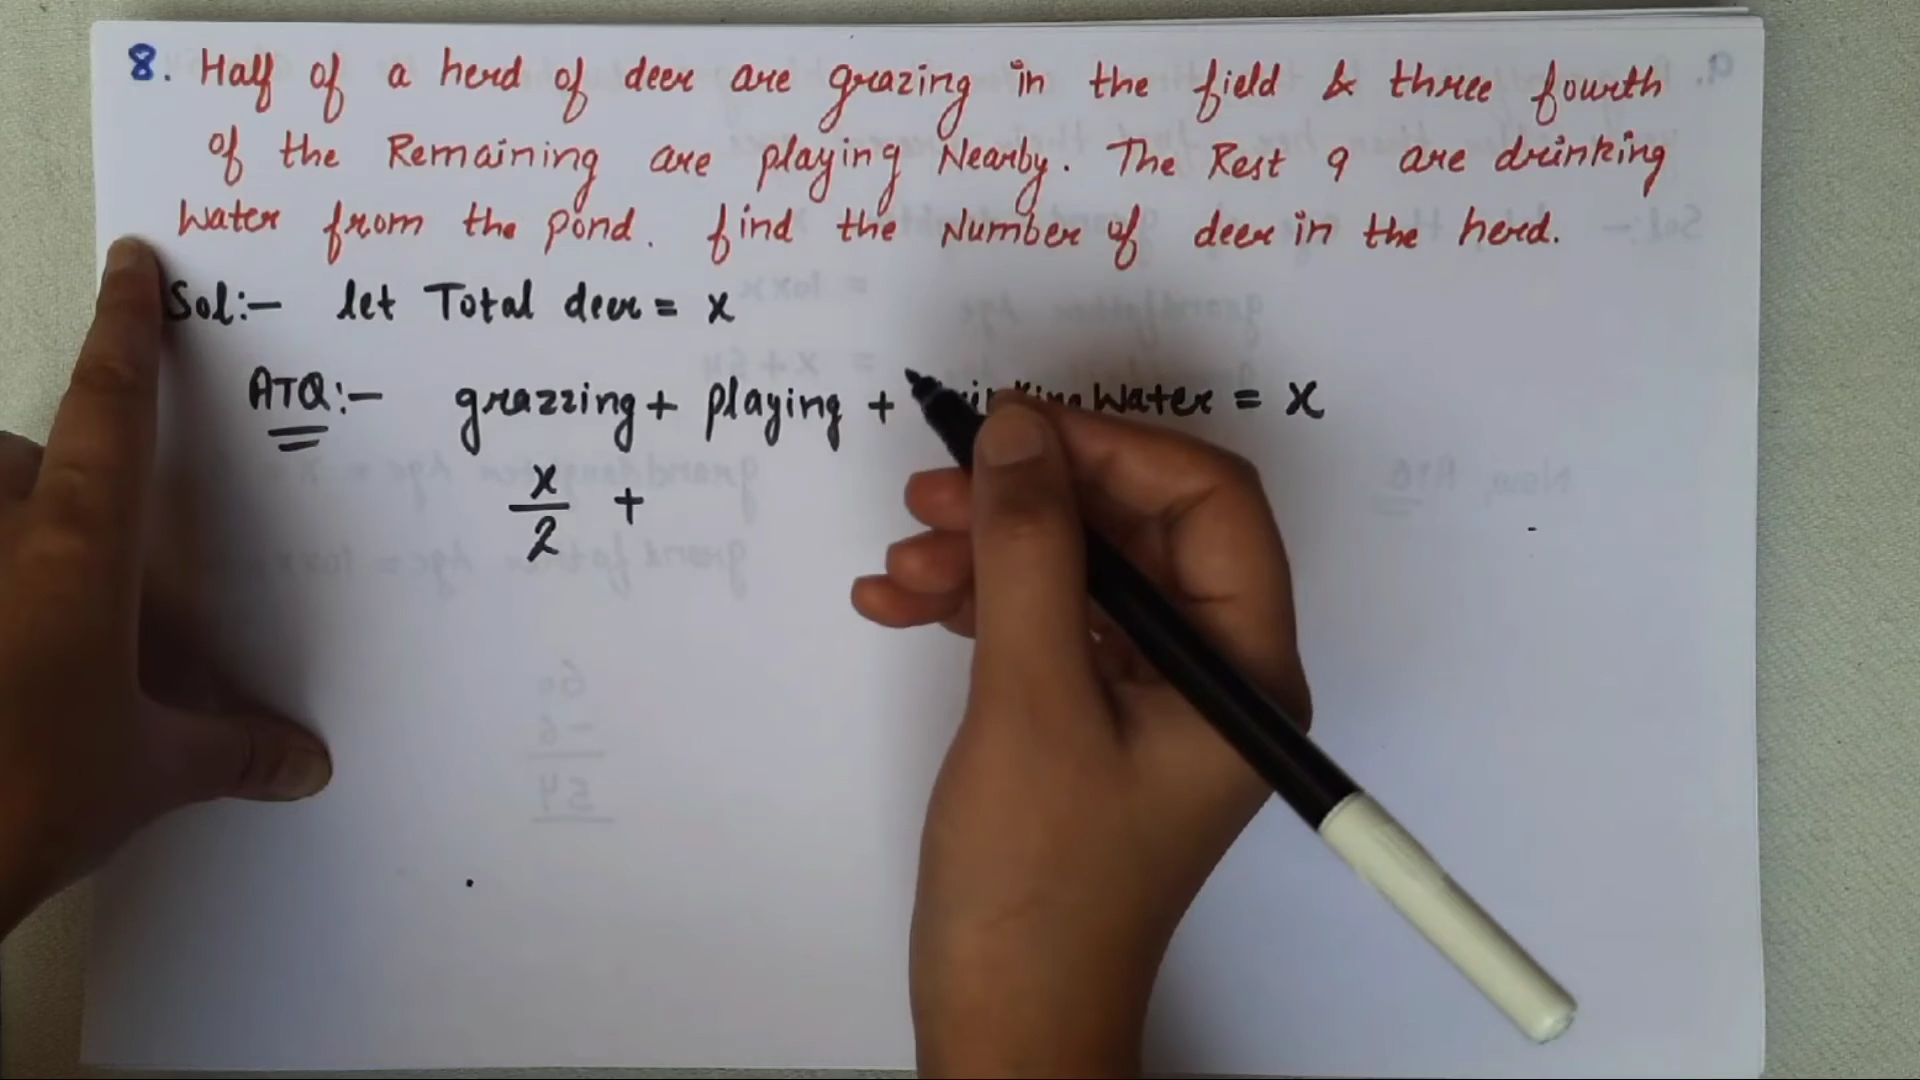 8. Half of a herd of deer are grazing in the field & three fourth
of the Remaining are playing Nearby. The Rest 9 are drinking
Water from the pond. find the Number of deer in the herd.
Sol:- let Total deer = x
ATQ:- grazzing + playing + Water = x
x/2 +